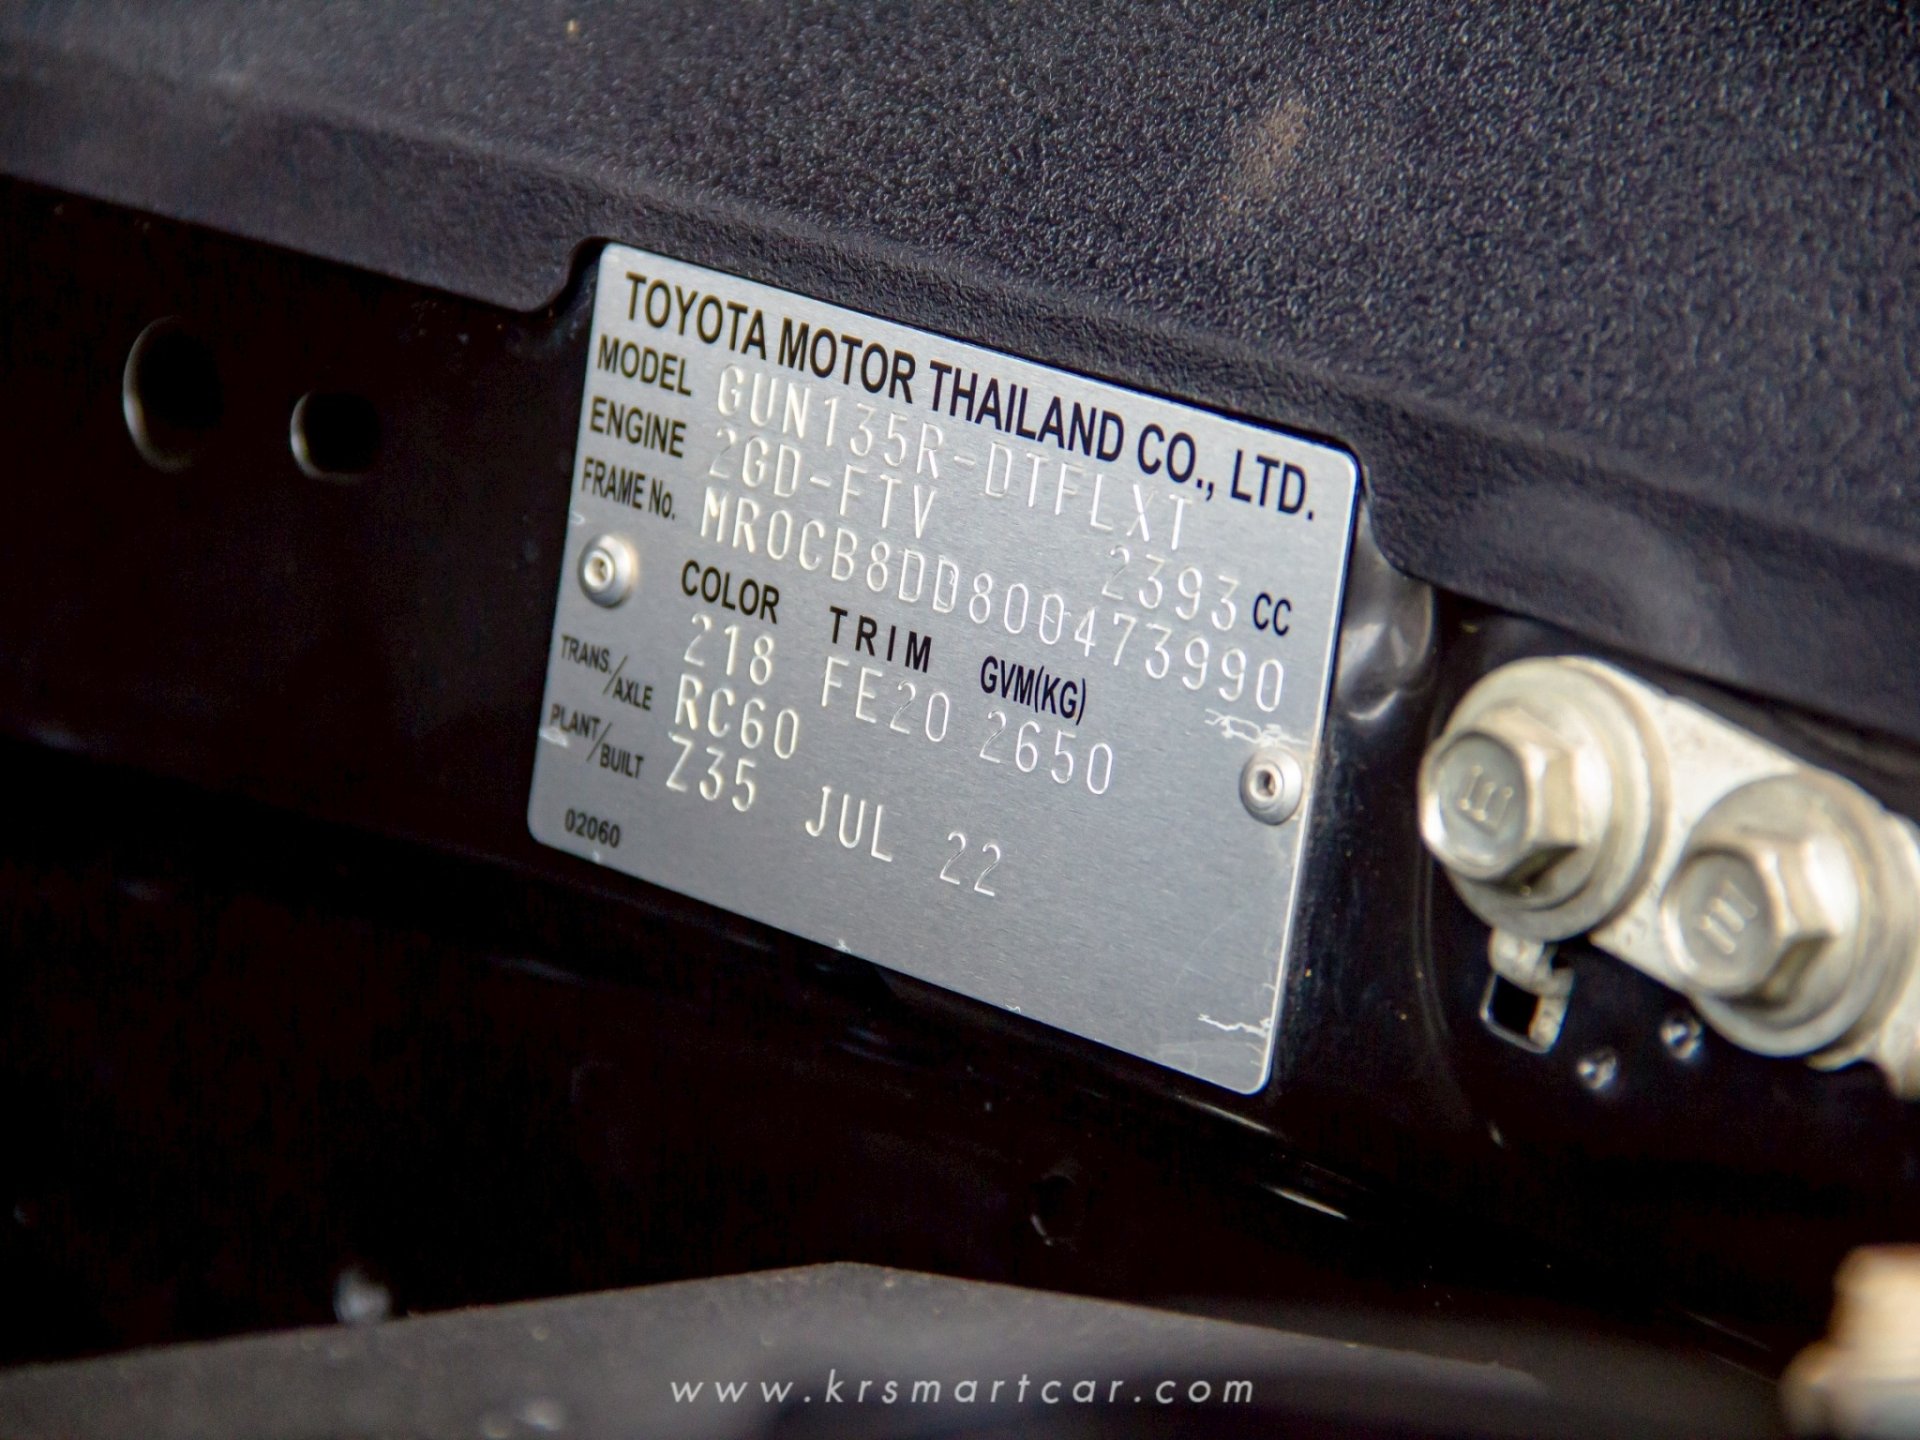 TOYOTA MOTOR THAILAND CO., LTD.
MODEL GUN135R-DTFLXT
ENGINE 2GD-FTV 2393 CC
FRAME No. MR0CB8DD800473990
COLOR TRIM GVM(KG)
218 FE20 2650
TRANS./AXLE RC60
PLANT/BUILT Z35 JUL 22
02060
www.krsmartcar.com